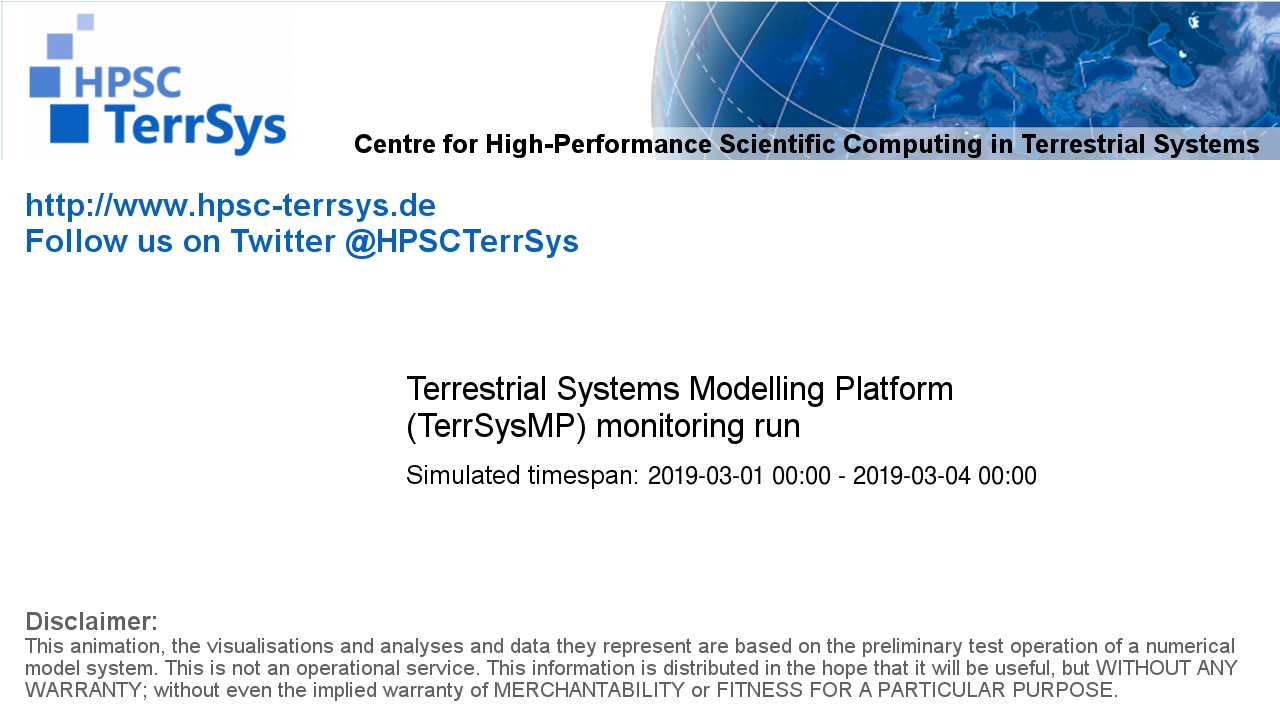 HPSC
TerrSys
Centre for High-Performance Scientific Computing in Terrestrial Systems
http://www.hpsc-terrsys.de
Follow us on Twitter @HPSCTerrSys
Terrestrial Systems Modelling Platform
(TerrSysMP) monitoring run
Simulated timespan: 2019-03-01 00:00 - 2019-03-04 00:00
Disclaimer:
This animation, the visualisations and analyses and data they represent are based on the preliminary test operation of a numerical
model system. This is not an operational service. This information is distributed in the hope that it will be useful, but WITHOUT ANY
WARRANTY; without even the implied warranty of MERCHANTABILITY or FITNESS FOR A PARTICULAR PURPOSE.